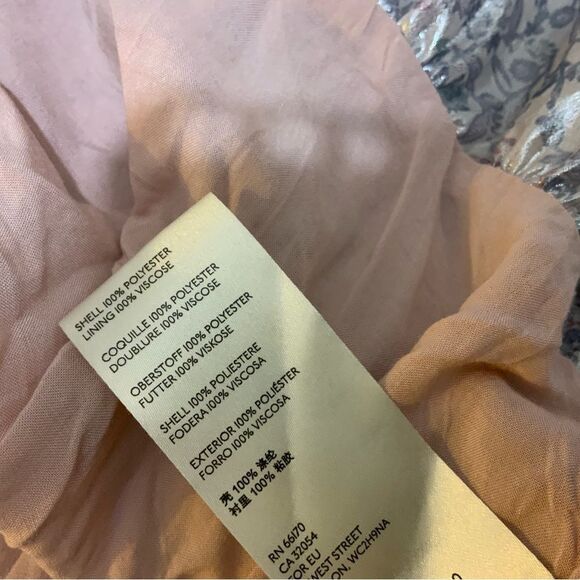 SHELL 100% POLYESTER
LINING 100% VISCOSE
COQUILLE 100% POLYESTER
DOUBLURE 100% VISCOSE
OBERSTOFF 100% POLYESTER
FUTTER 100% VISKOSE
SHELL 100% POLIESTERE
FODERA 100% VISCOSA
EXTERIOR 100% POLIÉSTER
FORRO 100% VISCOSA
壳 100% 涤纶
衬里 100% 粘胶
RN 66170
CA 32054
FOR EU
WEST STREET
WC2H9NA